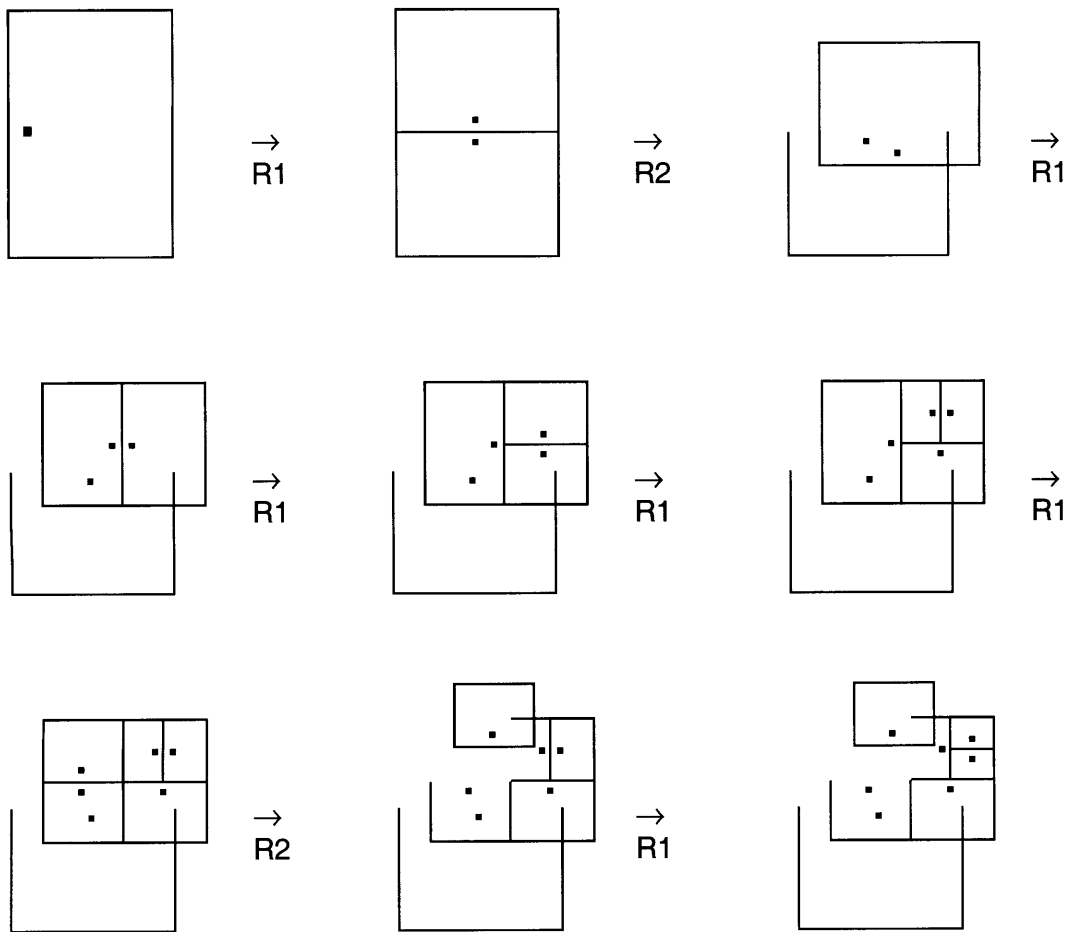 → → →
R1 R2 R1
→ → →
R1 R1 R1
→ →
R2 R1